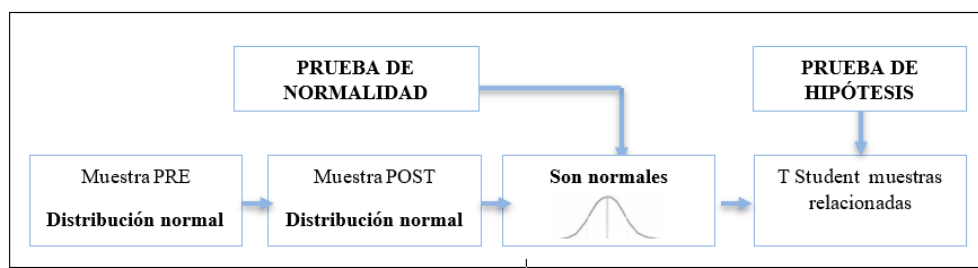 PRUEBA DE
NORMALIDAD
PRUEBA DE
HIPÓTESIS
Muestra PRE
Distribución normal
Muestra POST
Distribución normal
Son normales
T Student muestras
relacionadas